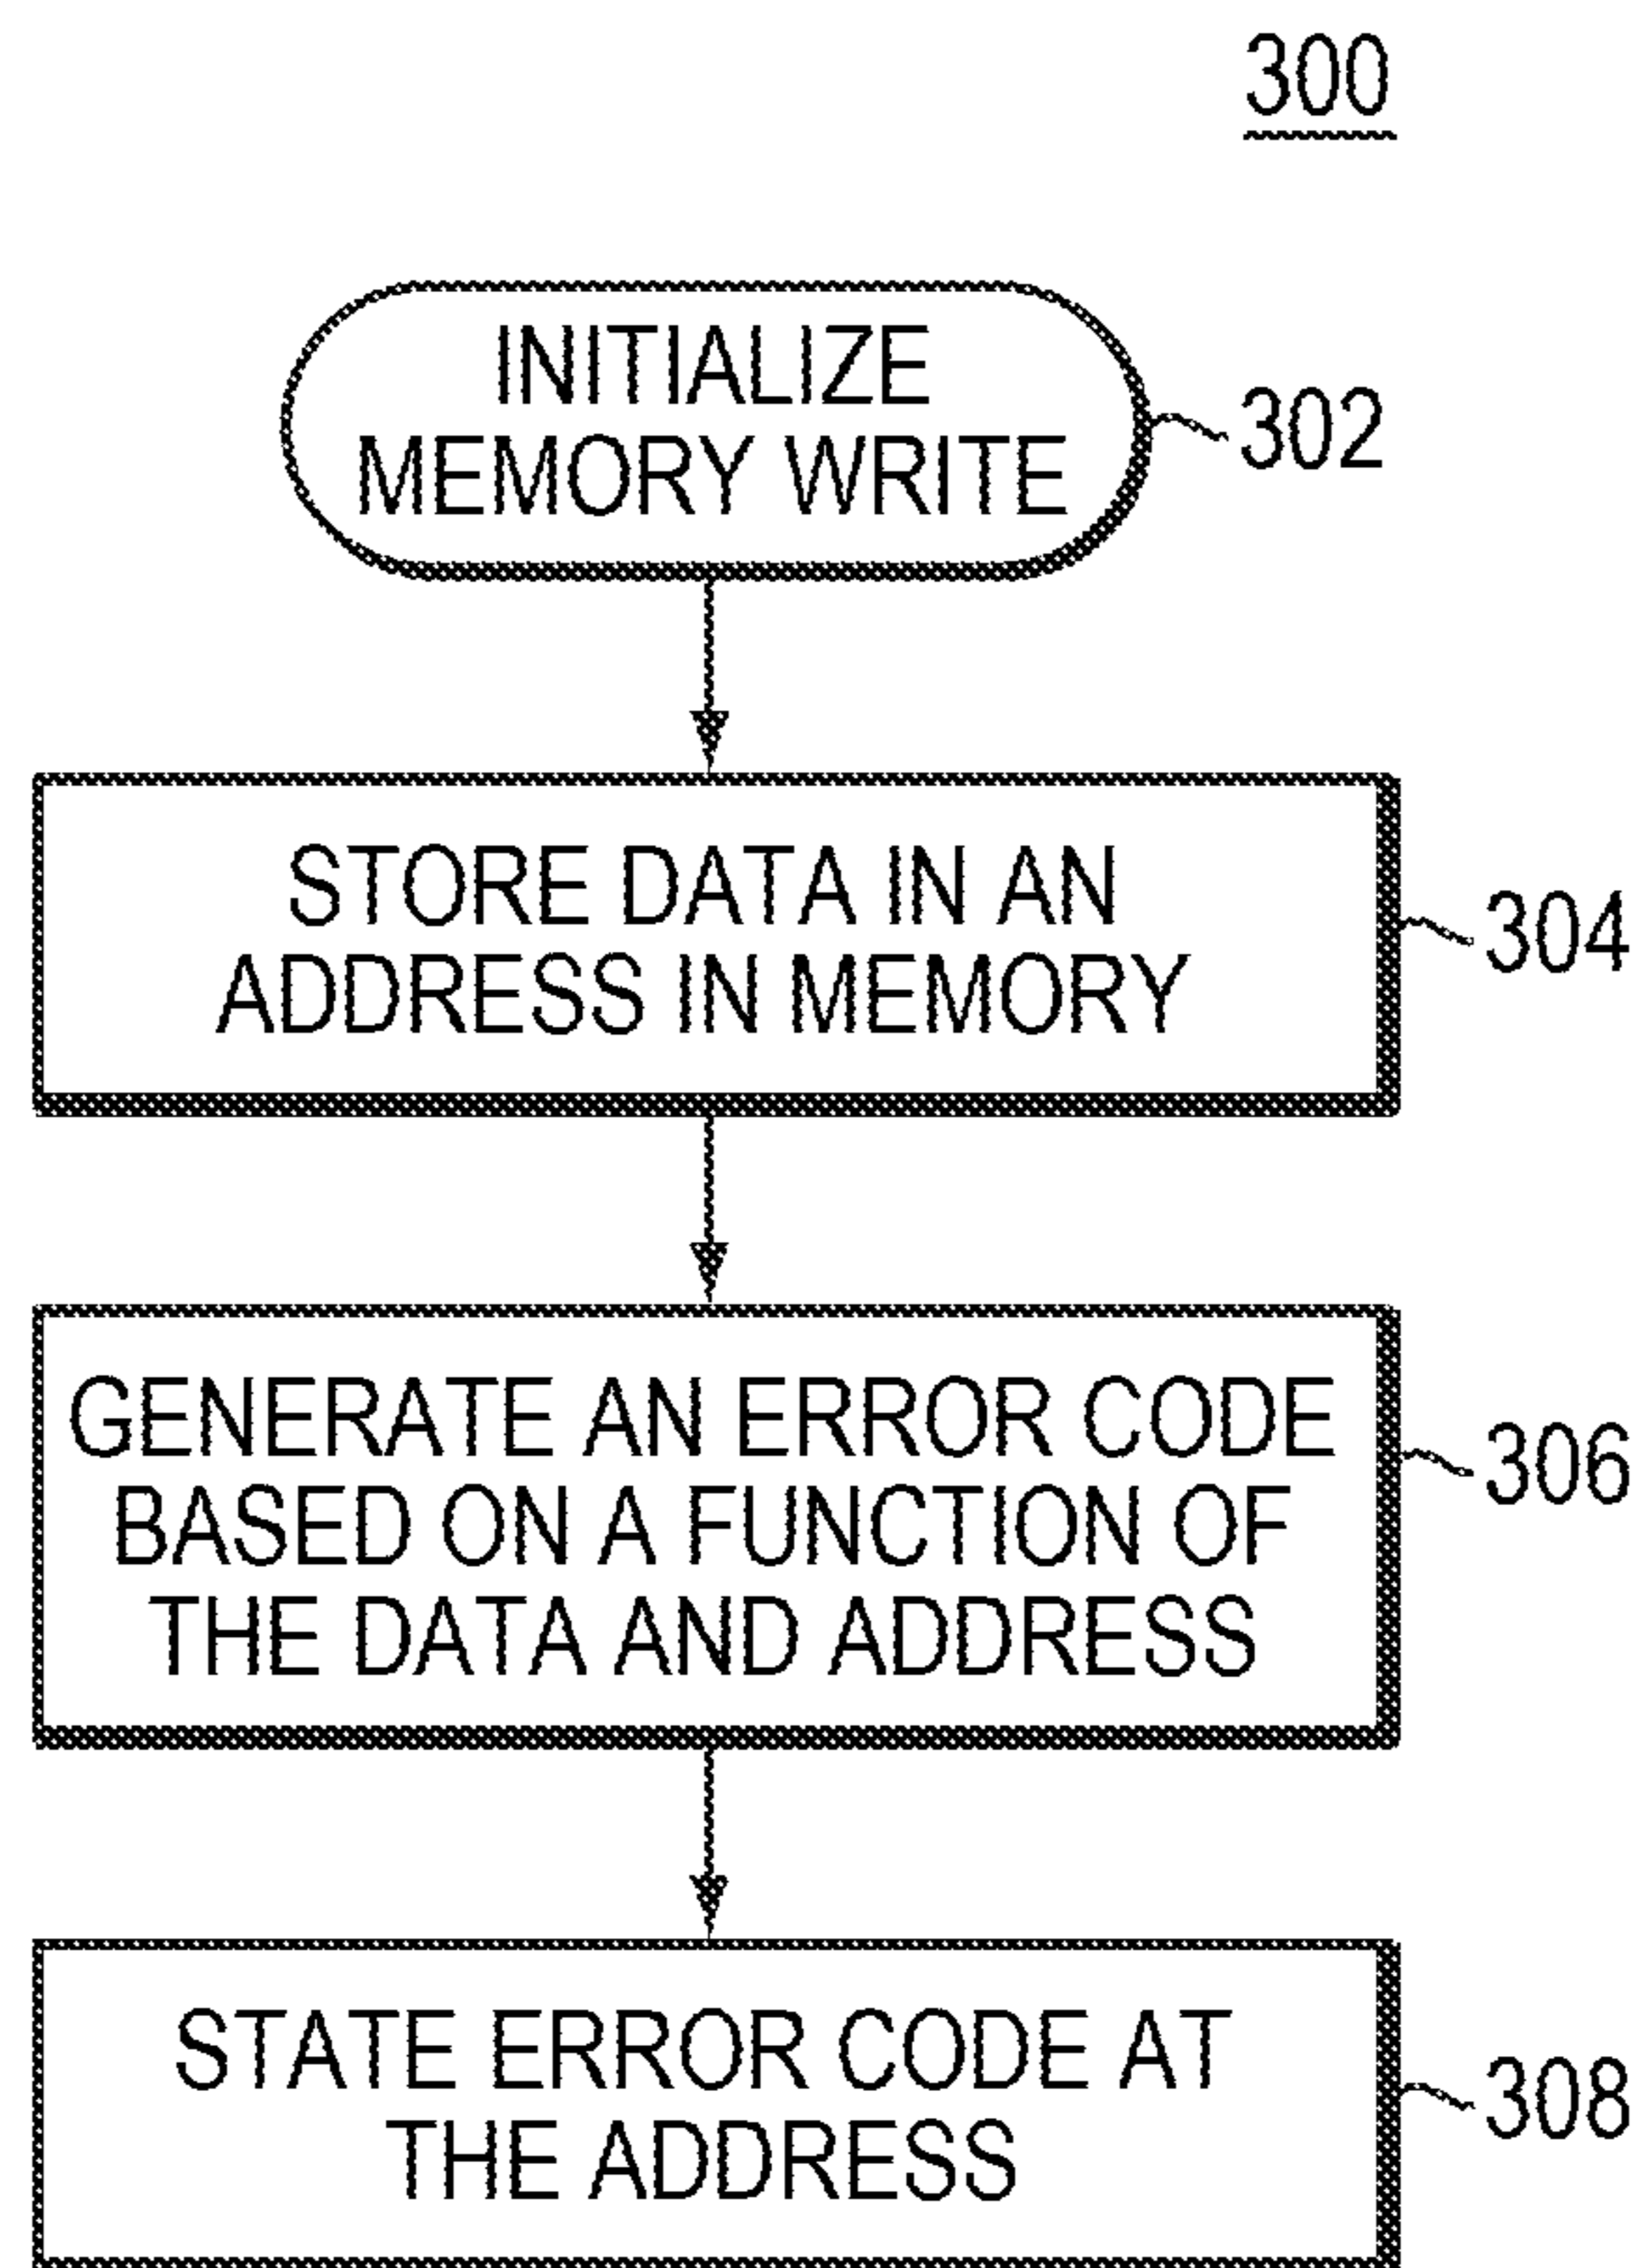 300
INITIALIZE
MEMORY WRITE
302
STORE DATA IN AN
ADDRESS IN MEMORY
304
GENERATE AN ERROR CODE
BASED ON A FUNCTION OF
THE DATA AND ADDRESS
306
STATE ERROR CODE AT
THE ADDRESS
308